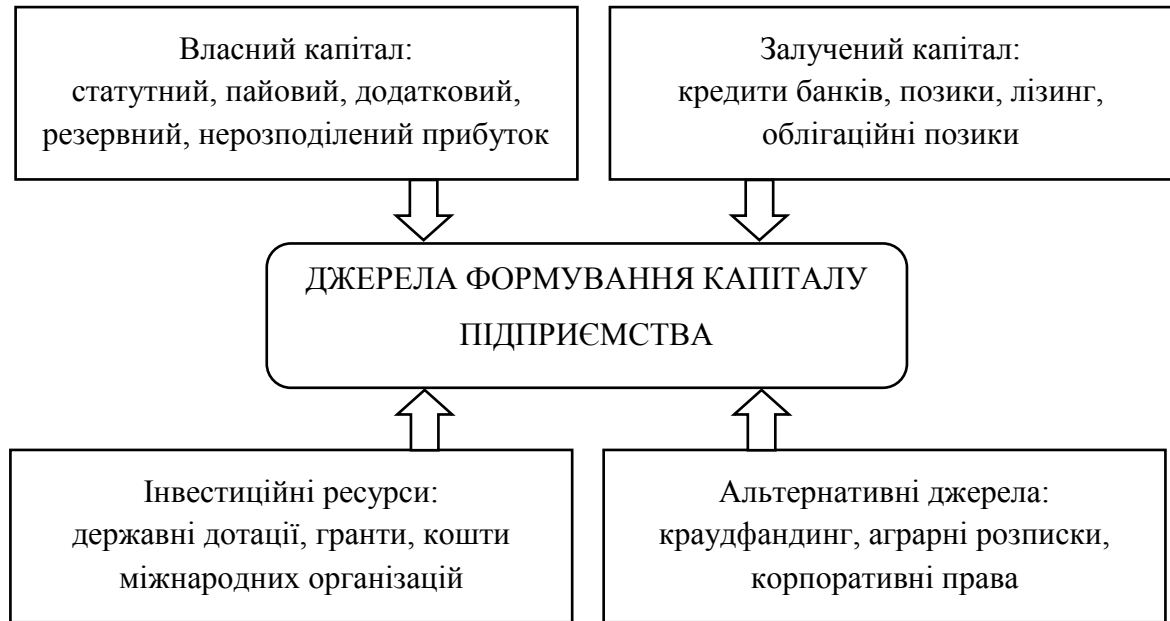 Власний капітал:
статутний, пайовий, додатковий,
резервний, нерозподілений прибуток
Залучений капітал:
кредити банків, позики, лізинг,
облігаційні позики
ДЖЕРЕЛА ФОРМУВАННЯ КАПІТАЛУ
ПІДПРИЄМСТВА
Інвестиційні ресурси:
державні дотації, гранти, кошти
міжнародних організацій
Альтернативні джерела:
краудфандинг, аграрні розписки,
корпоративні права